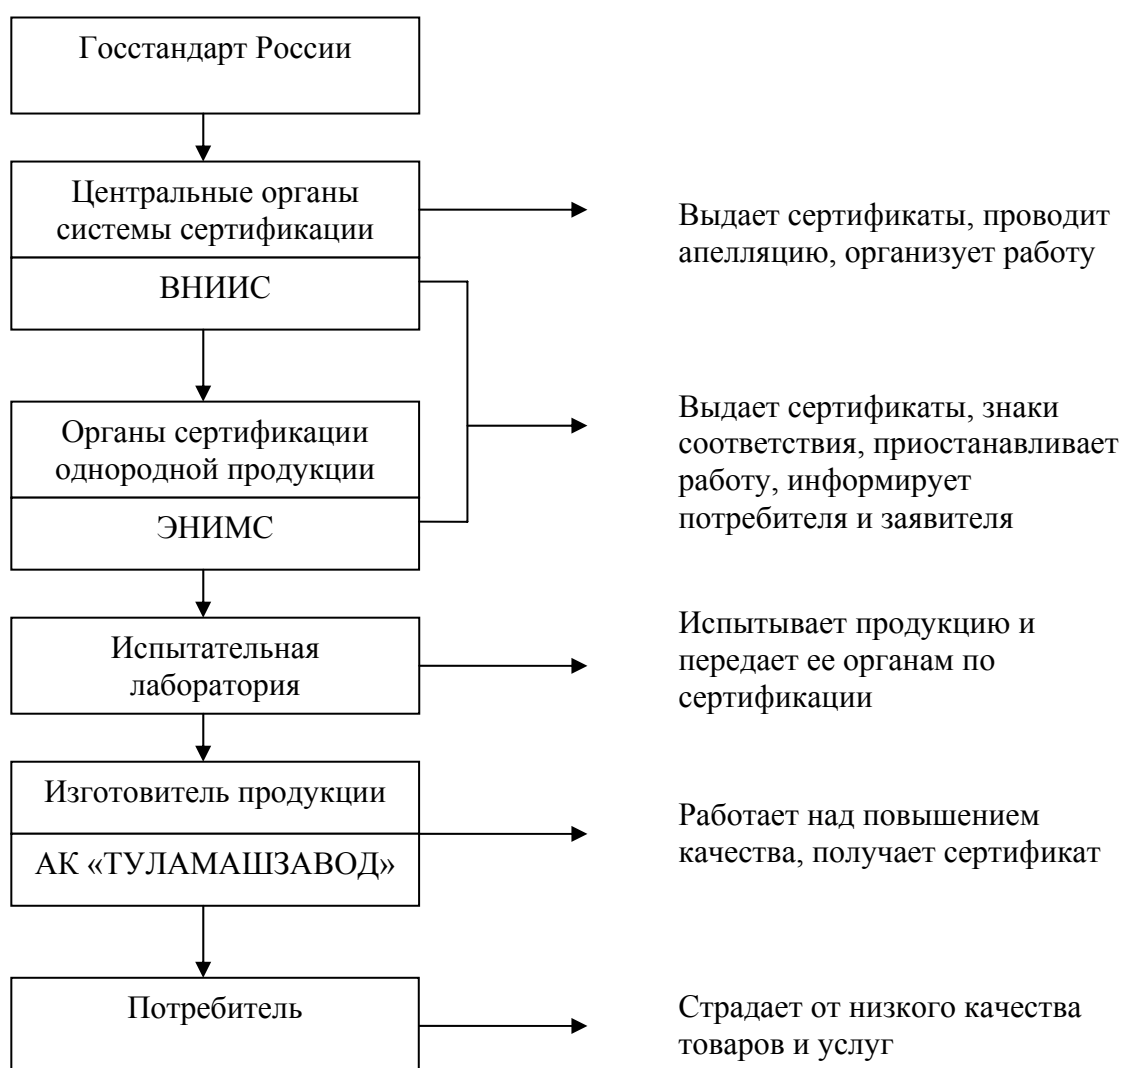 Госстандарт России
Центральные органы
системы сертификации
Выдает сертификаты, проводит
апелляцию, организует работу
ВНИИС
Органы сертификации
однородной продукции
Выдает сертификаты, знаки
соответствия, приостанавливает
работу, информирует
потребителя и заявителя
ЭНИМС
Испытательная
лаборатория
Испытывает продукцию и
передает ее органам по
сертификации
Изготовитель продукции
АК «ТУЛАМАШЗАВОД»
Работает над повышением
качества, получает сертификат
Потребитель
Страдает от низкого качества
товаров и услуг